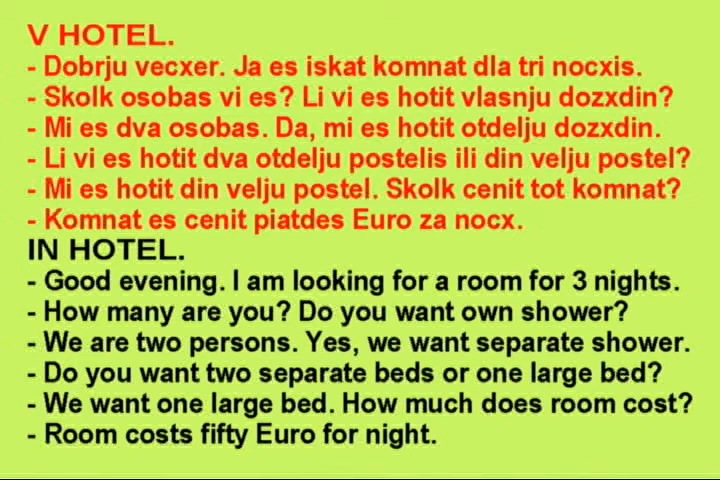 V HOTEL.
- Dobrju vecxer. Ja es iskat komnat dla tri nocxis.
- Skolk osobas vi es? Li vi es hotit vlasnju dozxdin?
- Mi es dva osobas. Da, mi es hotit otdelju dozxdin.
- Li vi es hotit dva otdelju postelis ili din velju postel?
- Mi es hotit din velju postel. Skolk cenit tot komnat?
- Komnat es cenit piatdes Euro za nocx.
IN HOTEL.
- Good evening. I am looking for a room for 3 nights.
- How many are you? Do you want own shower?
- We are two persons. Yes, we want separate shower.
- Do you want two separate beds or one large bed?
- We want one large bed. How much does room cost?
- Room costs fifty Euro for night.